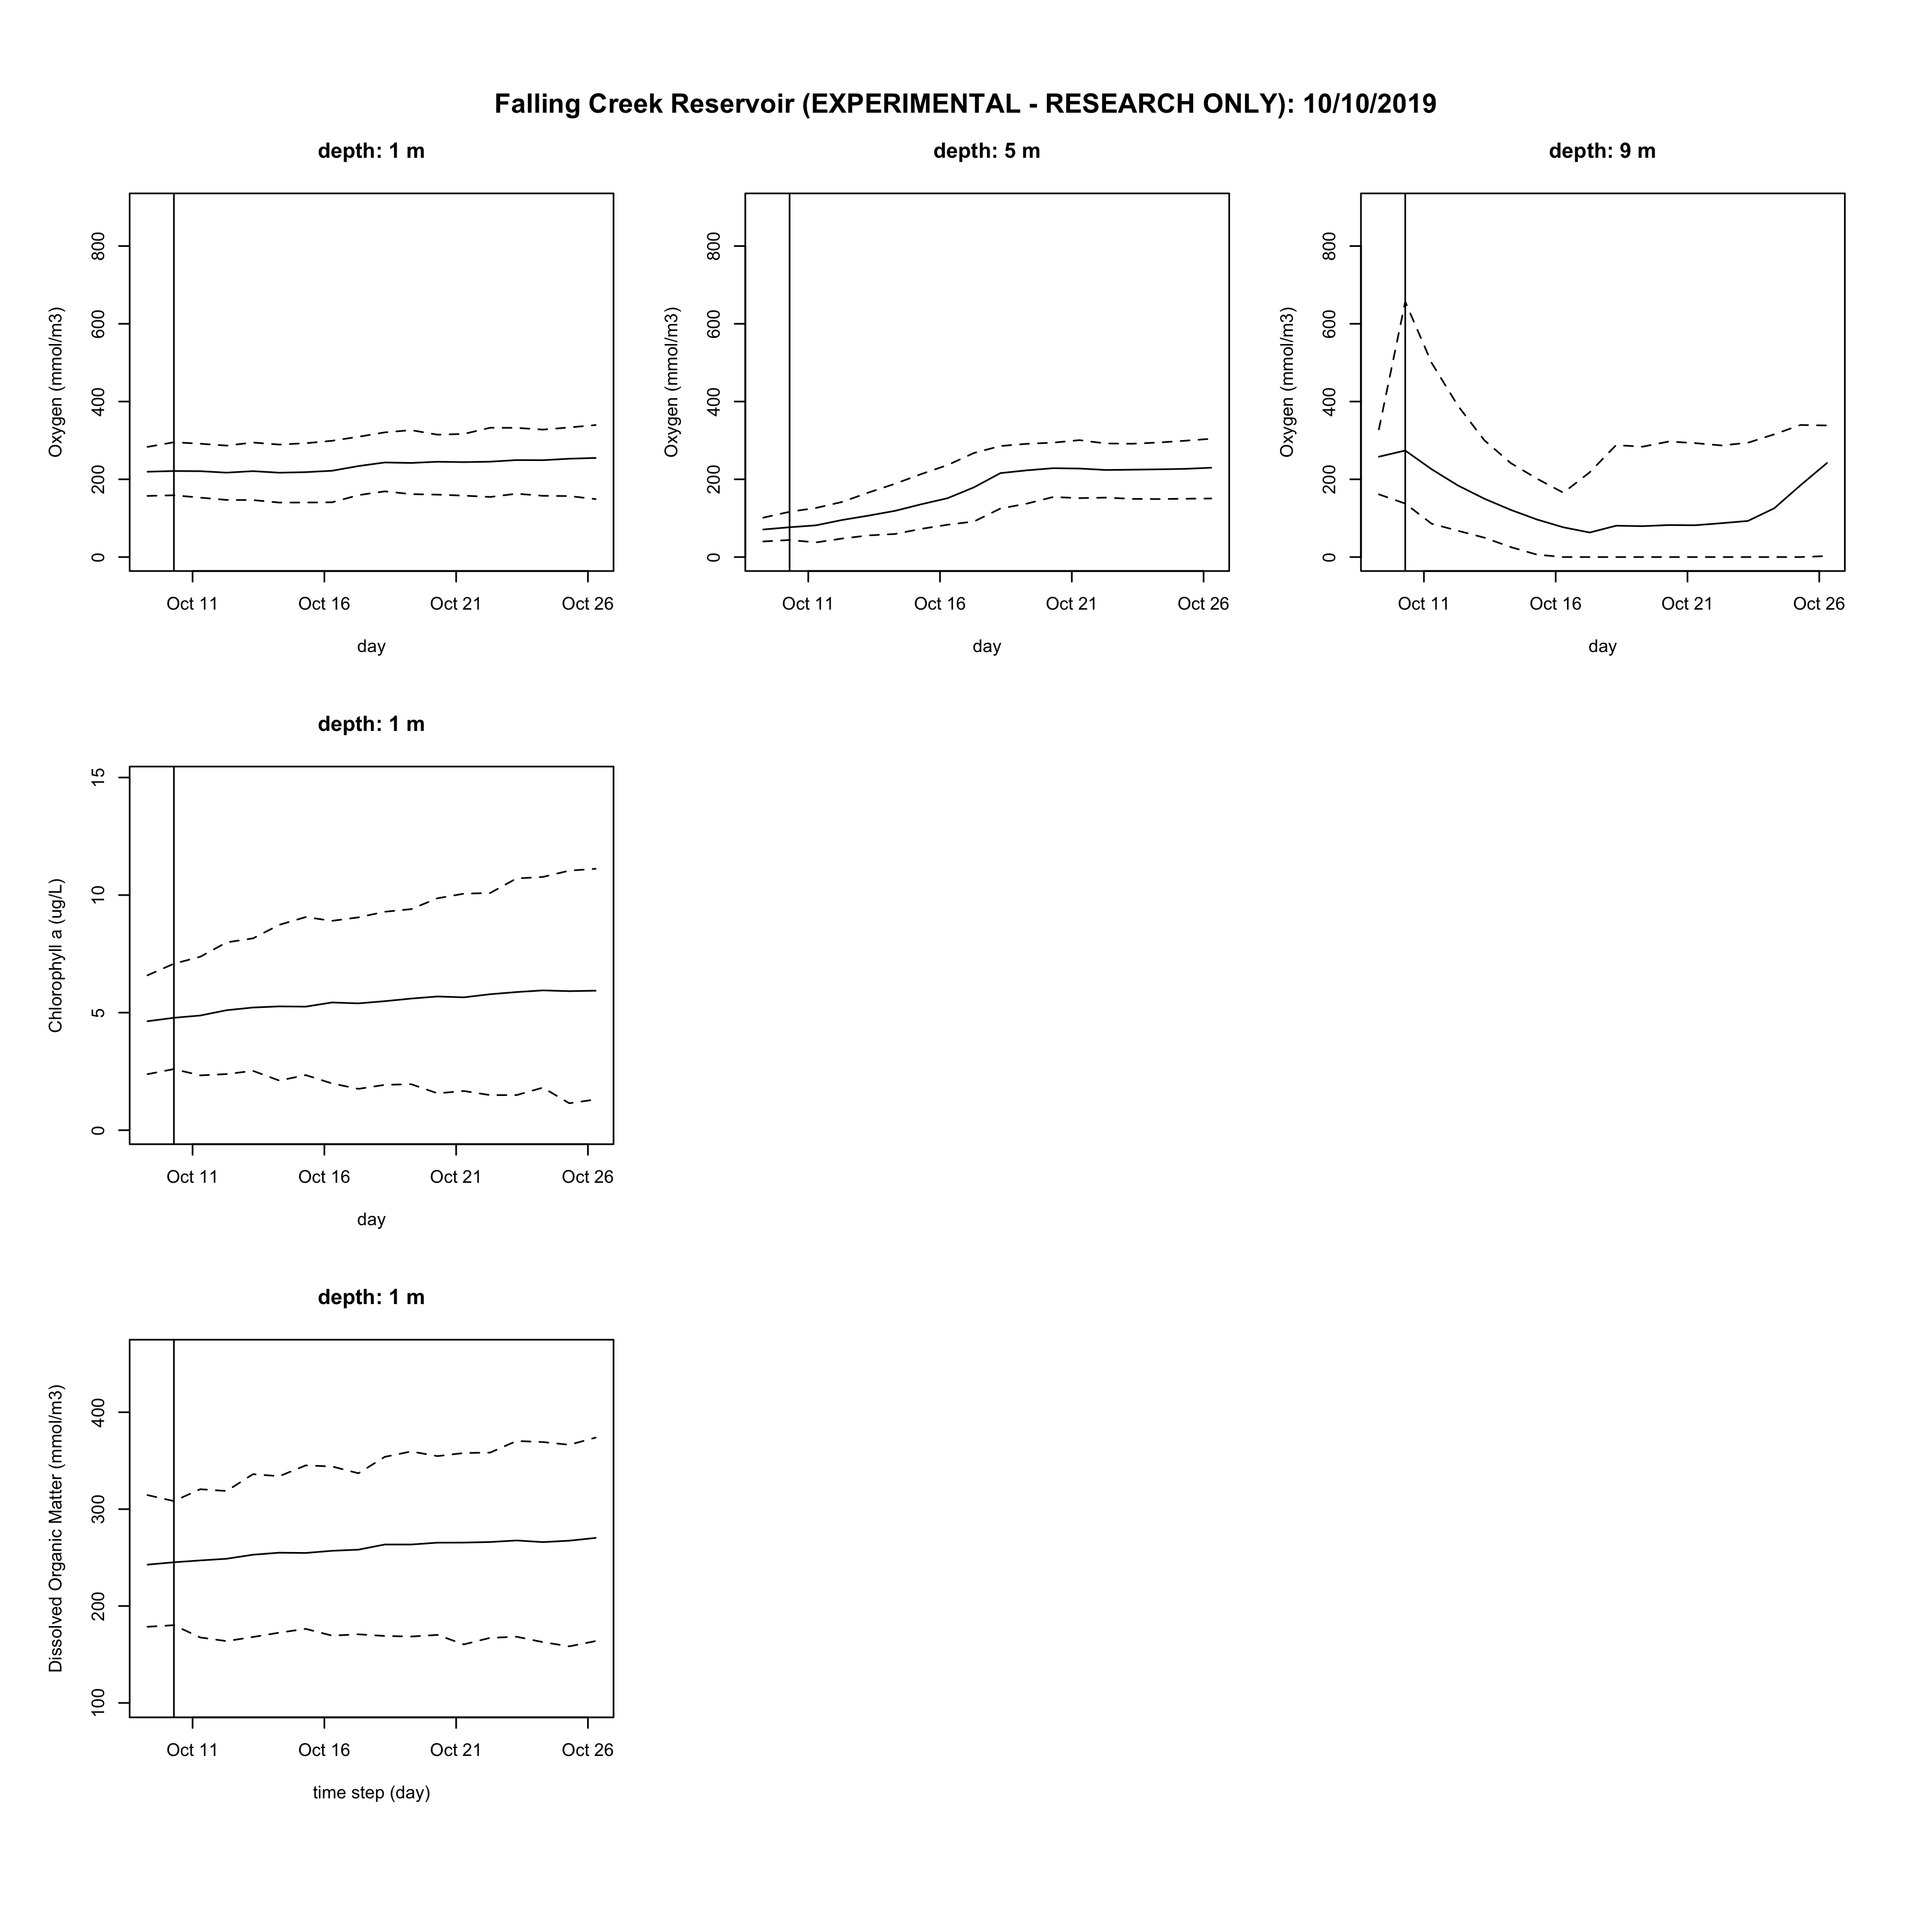 Falling Creek Reservoir (EXPERIMENTAL - RESEARCH ONLY): 10/10/2019
depth: 1 m
Oxygen (mmol/m3)
800
600
400
200
0
Oct 11 Oct 16 Oct 21 Oct 26
day
depth: 5 m
Oxygen (mmol/m3)
800
600
400
200
0
Oct 11 Oct 16 Oct 21 Oct 26
day
depth: 9 m
Oxygen (mmol/m3)
800
600
400
200
0
Oct 11 Oct 16 Oct 21 Oct 26
day
depth: 1 m
Chlorophyll a (ug/L)
15
10
5
0
Oct 11 Oct 16 Oct 21 Oct 26
day
depth: 1 m
Dissolved Organic Matter (mmol/m3)
400
300
200
100
Oct 11 Oct 16 Oct 21 Oct 26
time step (day)